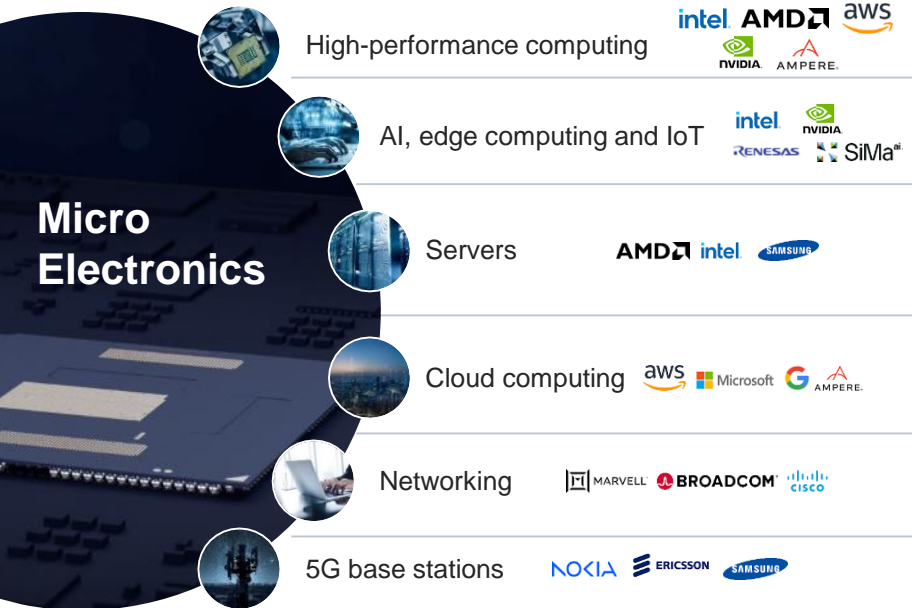 Micro
Electronics
High-performance computing
intel AMD aws
NVIDIA AMPERE
AI, edge computing and IoT
intel NVIDIA
RENESAS SiMa ai
Servers
AMD intel SAMSUNG
Cloud computing
aws Microsoft G AMPERE
Networking
MARVELL BROADCOM CISCO
5G base stations
NOKIA ERICSSON SAMSUNG